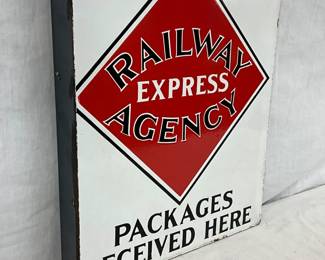 RAILWAY
EXPRESS
AGENCY
PACKAGES
ECEIVED HERE